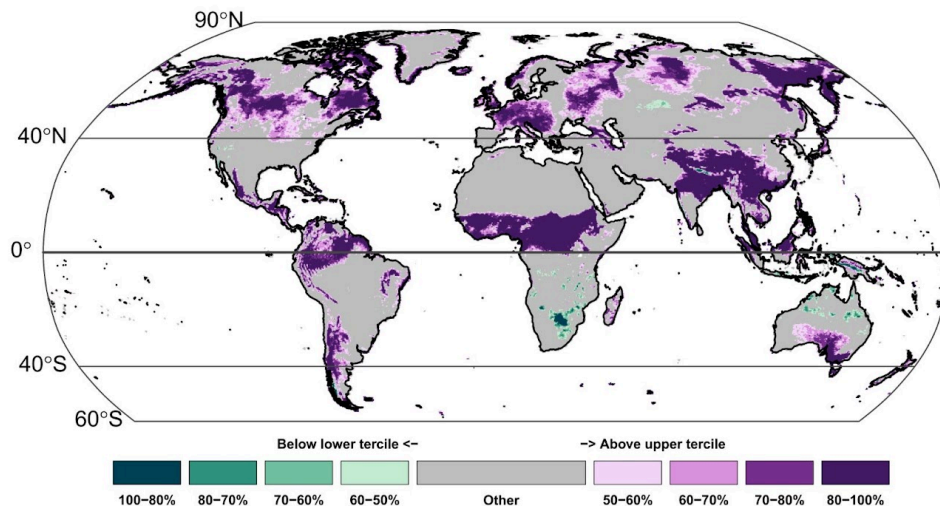 90°N
40°N
0°
40°S
60°S
Below lower tercile <− −> Above upper tercile
100−80% 80−70% 70−60% 60−50% Other 50−60% 60−70% 70−80% 80−100%